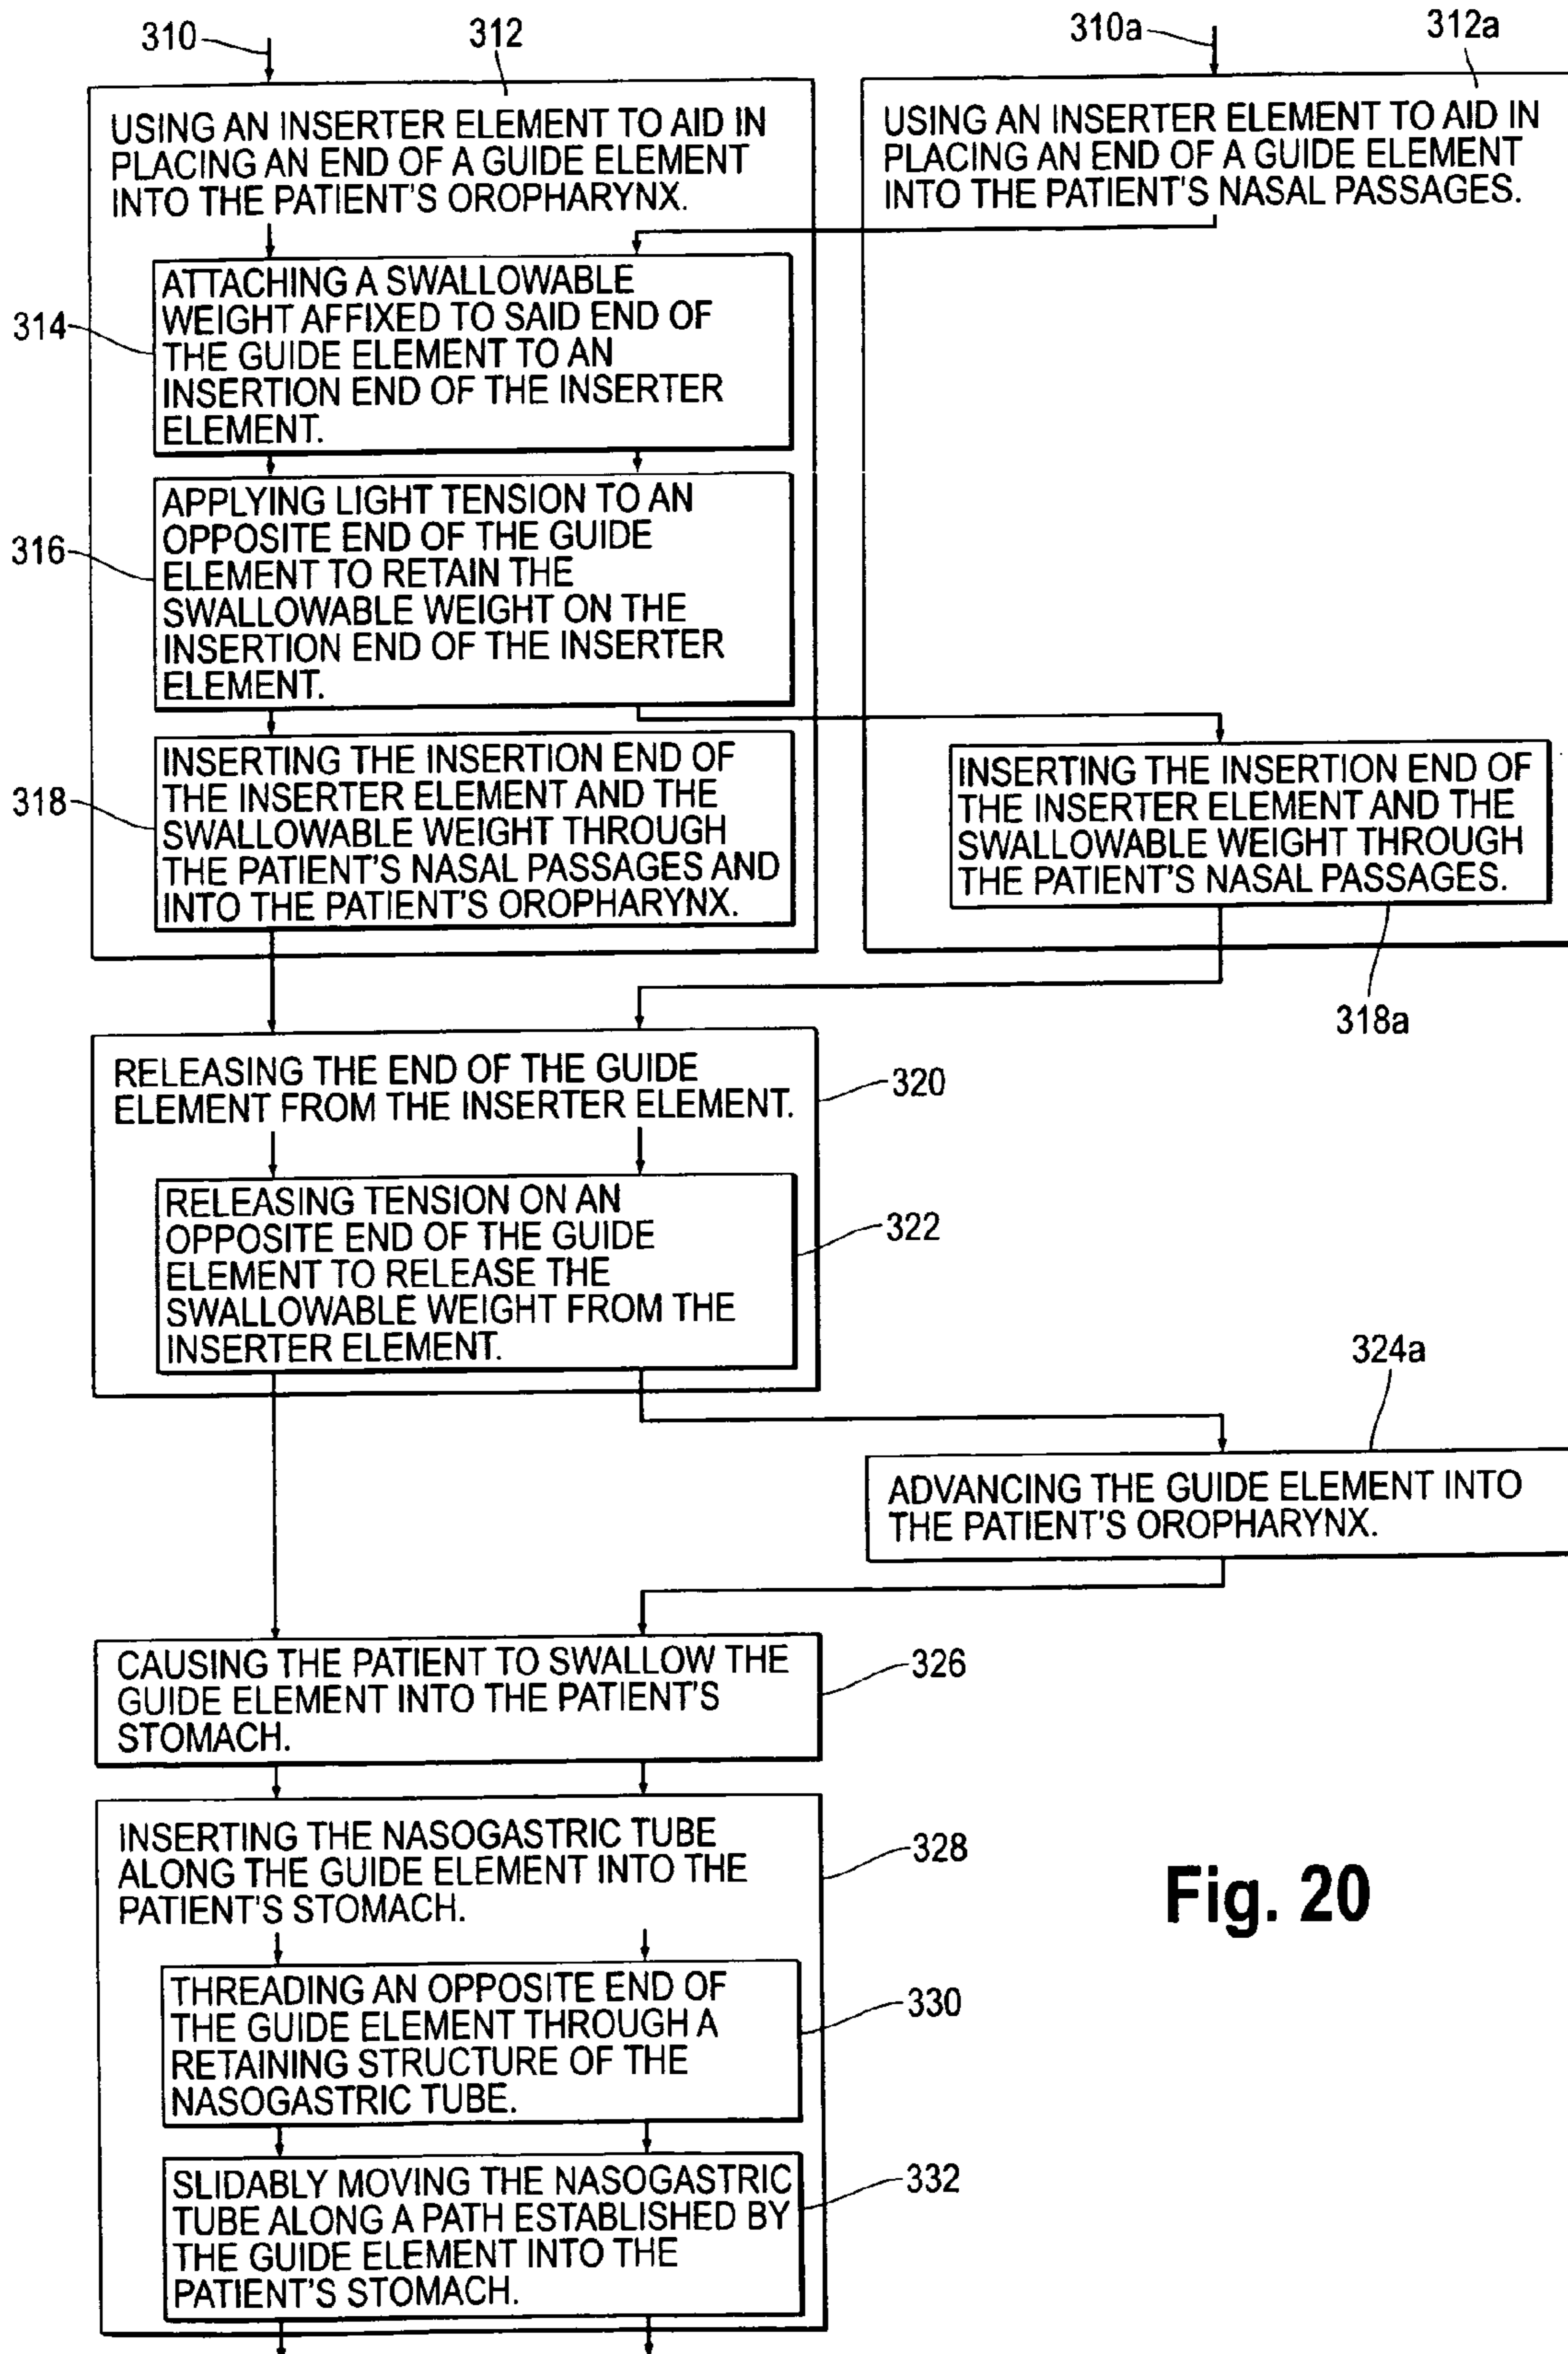 310
312
310a
312a
USING AN INSERTER ELEMENT TO AID IN
PLACING AN END OF A GUIDE ELEMENT
INTO THE PATIENT'S OROPHARYNX.
USING AN INSERTER ELEMENT TO AID IN
PLACING AN END OF A GUIDE ELEMENT
INTO THE PATIENT'S NASAL PASSAGES.
314
ATTACHING A SWALLOWABLE
WEIGHT AFFIXED TO SAID END OF
THE GUIDE ELEMENT TO AN
INSERTION END OF THE INSERTER
ELEMENT.
316
APPLYING LIGHT TENSION TO AN
OPPOSITE END OF THE GUIDE
ELEMENT TO RETAIN THE
SWALLOWABLE WEIGHT ON THE
INSERTION END OF THE INSERTER
ELEMENT.
318
INSERTING THE INSERTION END OF
THE INSERTER ELEMENT AND THE
SWALLOWABLE WEIGHT THROUGH
THE PATIENT'S NASAL PASSAGES AND
INTO THE PATIENT'S OROPHARYNX.
INSERTING THE INSERTION END OF
THE INSERTER ELEMENT AND THE
SWALLOWABLE WEIGHT THROUGH
THE PATIENT'S NASAL PASSAGES.
318a
RELEASING THE END OF THE GUIDE
ELEMENT FROM THE INSERTER ELEMENT.
320
RELEASING TENSION ON AN
OPPOSITE END OF THE GUIDE
ELEMENT TO RELEASE THE
SWALLOWABLE WEIGHT FROM THE
INSERTER ELEMENT.
322
324a
ADVANCING THE GUIDE ELEMENT INTO
THE PATIENT'S OROPHARYNX.
CAUSING THE PATIENT TO SWALLOW THE
GUIDE ELEMENT INTO THE PATIENT'S
STOMACH.
326
INSERTING THE NASOGASTRIC TUBE
ALONG THE GUIDE ELEMENT INTO THE
PATIENT'S STOMACH.
328
Fig. 20
THREADING AN OPPOSITE END OF
THE GUIDE ELEMENT THROUGH A
RETAINING STRUCTURE OF THE
NASOGASTRIC TUBE.
330
SLIDABLY MOVING THE NASOGASTRIC
TUBE ALONG A PATH ESTABLISHED BY
THE GUIDE ELEMENT INTO THE
PATIENT'S STOMACH.
332